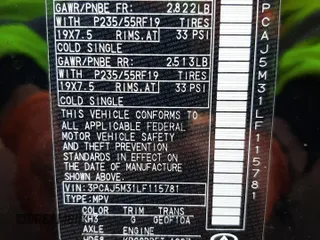 GAWR/PNBE FR: 2,822LB
WITH P235/55RF19 TIRES
19X7.5 RIMS.AT 33 PSI
COLD SINGLE
GAWR/PNBE RR: 2,513LB
WITH P235/55RF19 TIRES
19X7.5 RIMS.AT 33 PSI
COLD SINGLE
THIS VEHICLE CONFORMS TO
ALL APPLICABLE FEDERAL
MOTOR VEHICLE SAFETY
AND THEFT PREVENTION
STANDARDS IN EFFECT ON
THE DATE OF MANUFACTURE
SHOWN ABOVE.
VIN:3PCAJ5M31LF115781
TYPE:MPV
COLOR TRIM TRANS
KH3 G
AXLE ENGINE
PCAJ5M31LF115781